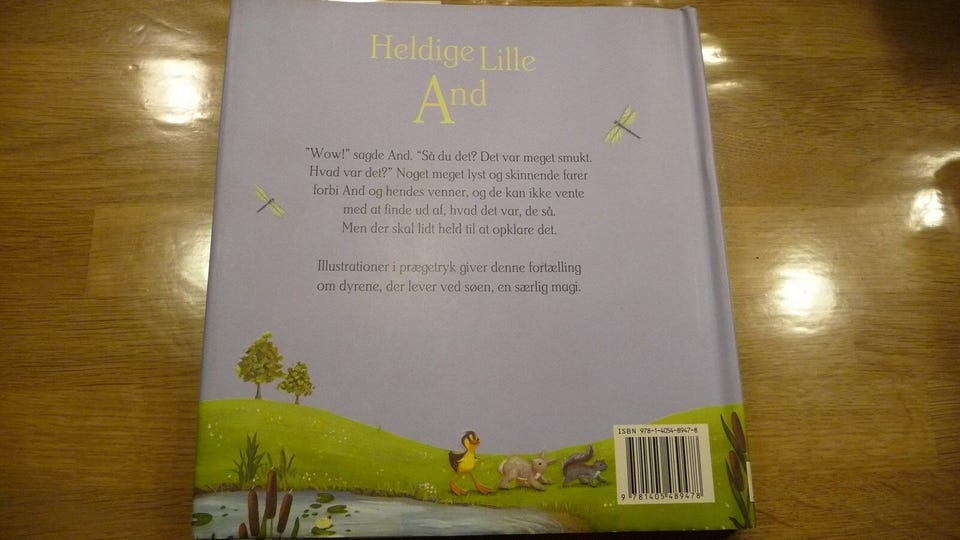 Heldige Lille
And
"Wow!" sagde And. "Så du det? Det var meget smukt.
Hvad var det?" Noget meget lyst og skinnende farer
forbi And og hendes venner, og de kan ikke vente
med at finde ud af, hvad det var, de så.
Men der skal lidt held til at opklare det.
Illustrationer i prægetryk giver denne fortælling
om dyrene, der lever ved søen, en særlig magi.
ISBN 978-1-4054-8947-8
9 781405 489478